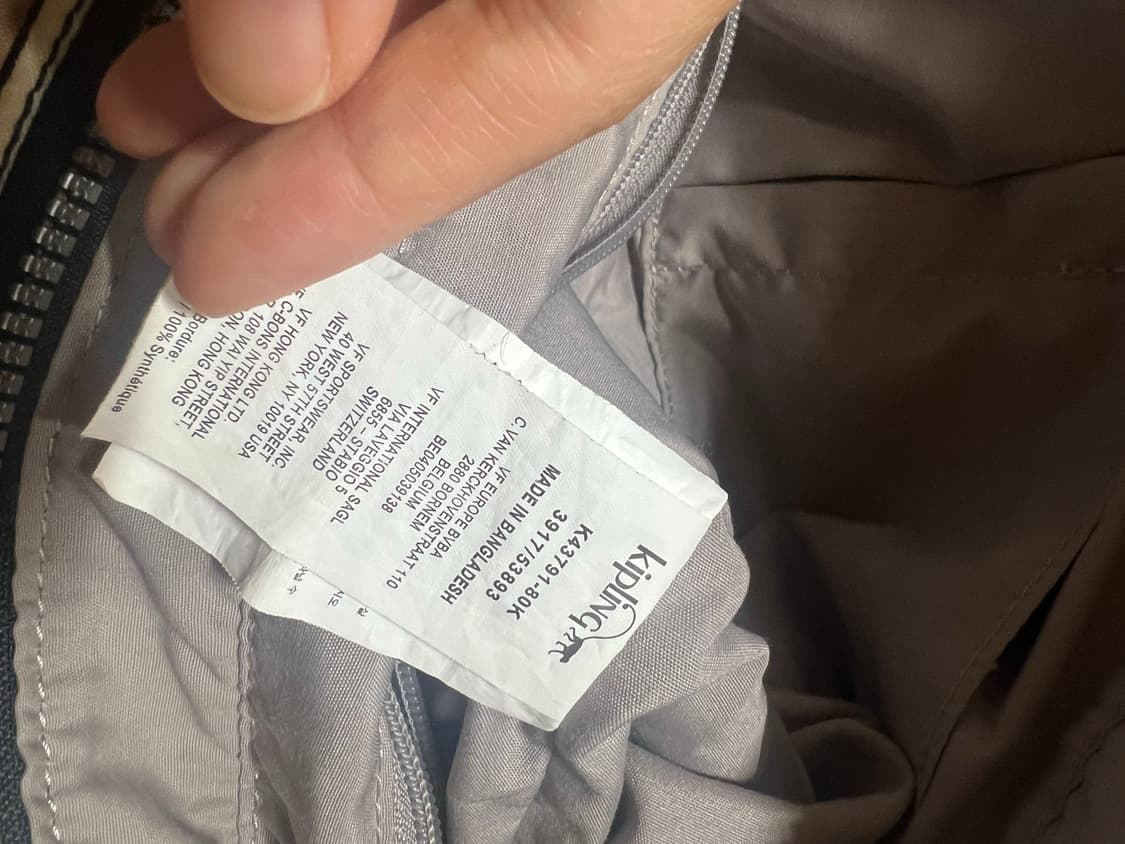 kipling
K43791-80K
3917/53893
MADE IN BANGLADESH
C. VAN KERCKHOVENSTRAAT 110
VF EUROPE BVBA
2880 BORNEM
BELGIUM
BE0405039138
VF INTERNATIONAL SAGL
VIA LAVEGGIO 5
6855 – STABIO
SWITZERLAND
VF SPORTSWEAR, INC.
40 WEST 57TH STREET
NEW YORK, NY 10019 USA
VF HONG KONG LTD.
C-BONS INTERNATIONAL
108 WAI YIP STREET,
HONG KONG
Bordure:
100% Synthétique